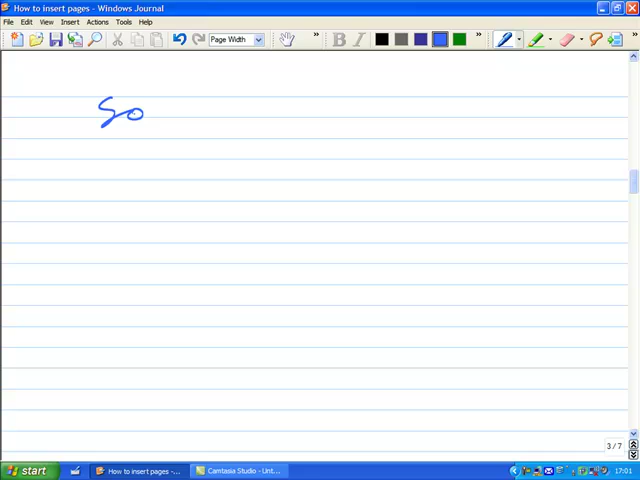 How to insert pages - Windows Journal
File Edit View Insert Actions Tools Help
Page Width B I
So
3 / 7
start How to insert pages -... Camtasia Studio - Unt... 17:01